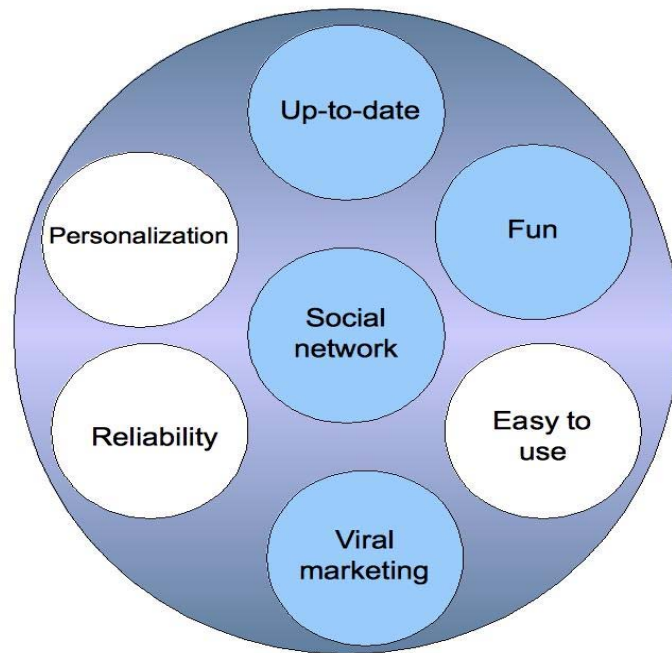 Up-to-date
Personalization
Fun
Social
network
Reliability
Easy to
use
Viral
marketing